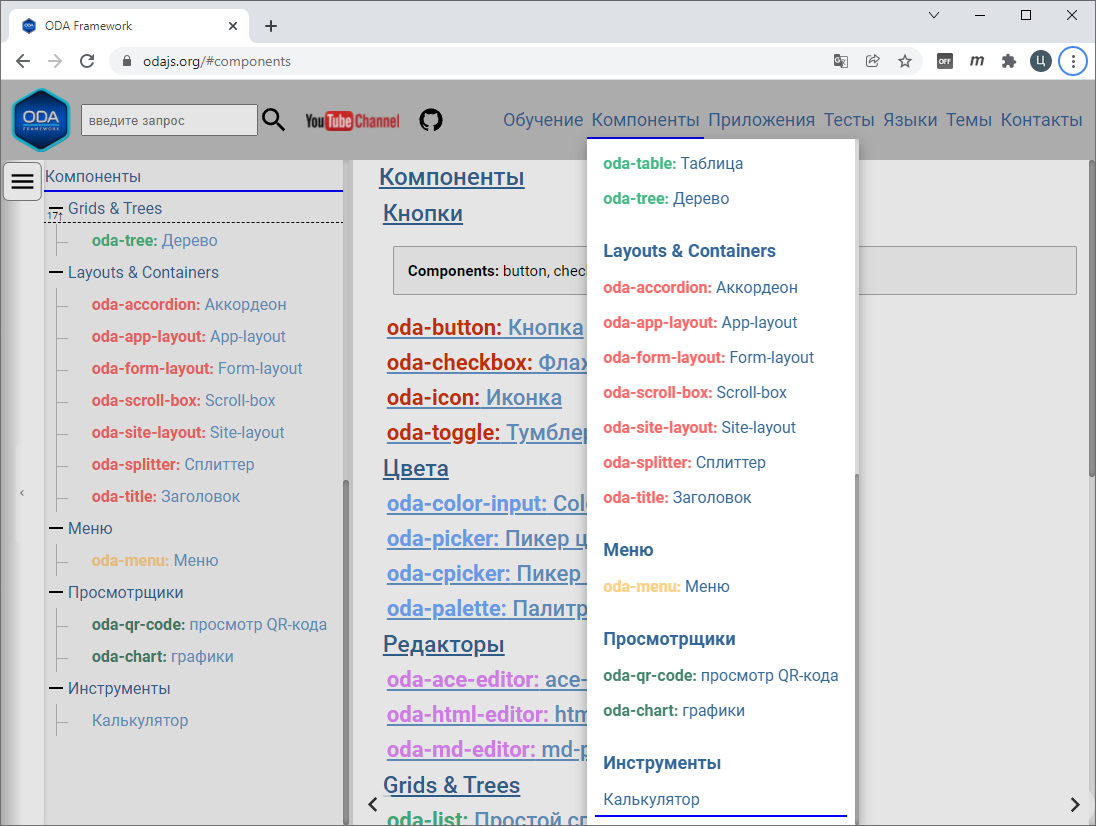 ODA Framework
odajs.org/#components
OFF
m
Ц
ODA
FRAMEWORK
введите запрос
YouTube Channel
Обучение Компоненты Приложения Тесты Языки Темы Контакты
Компоненты
17↑
Grids & Trees
oda-tree: Дерево
Layouts & Containers
oda-accordion: Аккордеон
oda-app-layout: App-layout
oda-form-layout: Form-layout
oda-scroll-box: Scroll-box
oda-site-layout: Site-layout
oda-splitter: Сплиттер
oda-title: Заголовок
Меню
oda-menu: Меню
Просмотрщики
oda-qr-code: просмотр QR-кода
oda-chart: графики
Инструменты
Калькулятор
Компоненты
Кнопки
Components: button, chec
oda-button: Кнопка
oda-checkbox: Флаж
oda-icon: Иконка
oda-toggle: Тумблер
Цвета
oda-color-input: Colo
oda-picker: Пикер ц
oda-cpicker: Пикер
oda-palette: Палитр
Редакторы
oda-ace-editor: ace-
oda-html-editor: htm
oda-md-editor: md-p
Grids & Trees
oda-list: Простой сп
oda-table: Таблица
oda-tree: Дерево
Layouts & Containers
oda-accordion: Аккордеон
oda-app-layout: App-layout
oda-form-layout: Form-layout
oda-scroll-box: Scroll-box
oda-site-layout: Site-layout
oda-splitter: Сплиттер
oda-title: Заголовок
Меню
oda-menu: Меню
Просмотрщики
oda-qr-code: просмотр QR-кода
oda-chart: графики
Инструменты
Калькулятор